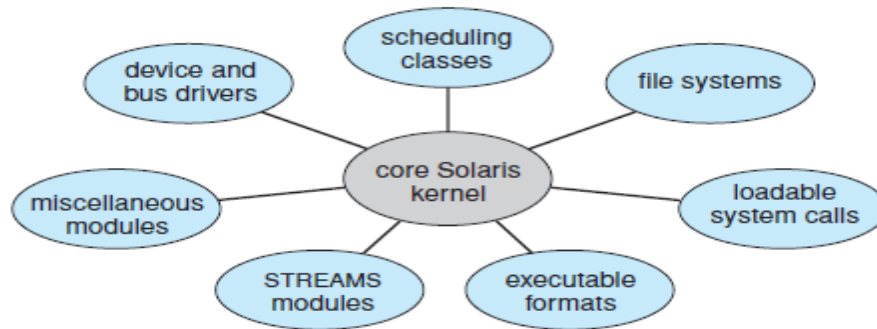 scheduling
classes
device and
bus drivers
file systems
core Solaris
kernel
miscellaneous
modules
loadable
system calls
STREAMS
modules
executable
formats